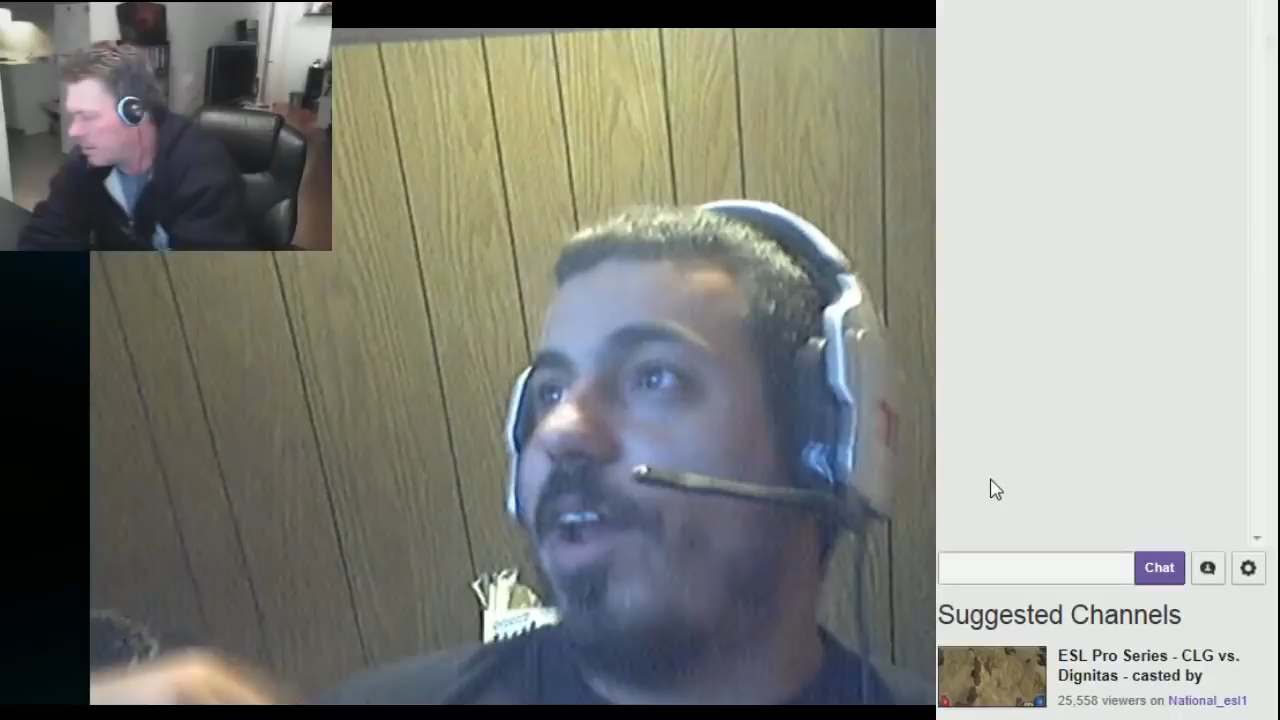 Chat
Suggested Channels
ESL Pro Series - CLG vs.
Dignitas - casted by
25,558 viewers on National_esl1